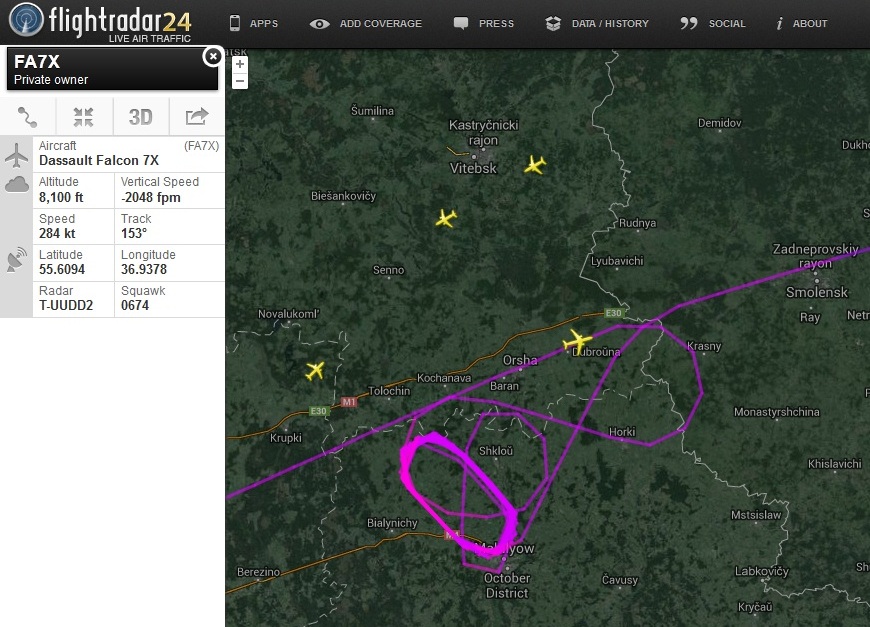 flightradar24
LIVE AIR TRAFFIC
APPS
ADD COVERAGE
PRESS
DATA / HISTORY
SOCIAL
ABOUT
FA7X
Private owner
3D
Aircraft
(FA7X)
Dassault Falcon 7X
Altitude
Vertical Speed
8,100 ft
-2048 fpm
Speed
Track
284 kt
153°
Latitude
Longitude
55.6094
36.9378
Radar
Squawk
T-UUDD2
0674
+
−
Šumilina
Kastryčnicki
rajon
Vitebsk
Demidov
Biešankovičy
Rudnya
Lyubavichi
Zadneprovskiy
rayon
Smolensk
Senno
Ray
Novalukoml'
E30
Krasny
Dubroŭna
Orsha
Kochanava
Baran
Tolochin
M1
E30
Monastyrshchina
Horki
Krupki
Shkloŭ
Khislavichi
Mstsislaw
Bialynichy
October
District
Berezino
Čavusy
Labkovičy
Kryčaŭ